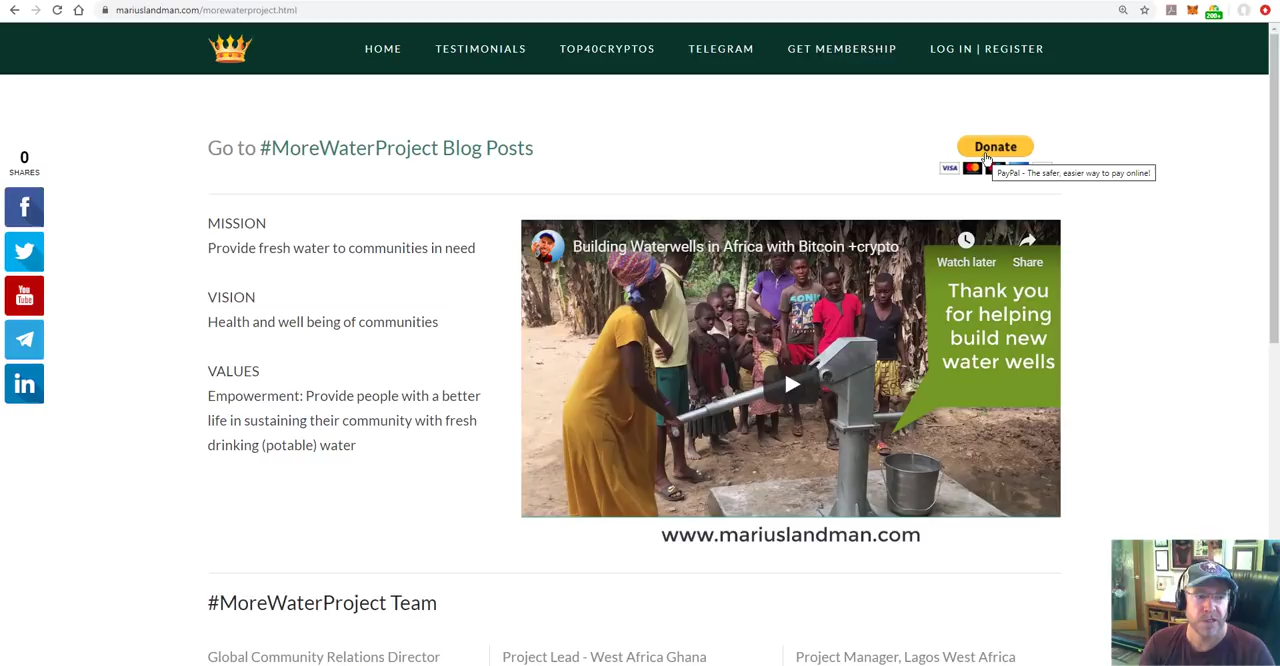 mariuslandman.com/morewaterproject.html
200+
HOME TESTIMONIALS TOP40CRYPTOS TELEGRAM GET MEMBERSHIP LOG IN | REGISTER
0
SHARES
Go to #MoreWaterProject Blog Posts
Donate
VISA
PayPal - The safer, easier way to pay online!
MISSION
Provide fresh water to communities in need
VISION
Health and well being of communities
VALUES
Empowerment: Provide people with a better
life in sustaining their community with fresh
drinking (potable) water
Building Waterwells in Africa with Bitcoin +crypto
Watch later Share
Thank you
for helping
build new
water wells
SONIC
You
Tube
www.mariuslandman.com
#MoreWaterProject Team
Global Community Relations Director
Project Lead - West Africa Ghana
Project Manager, Lagos West Africa